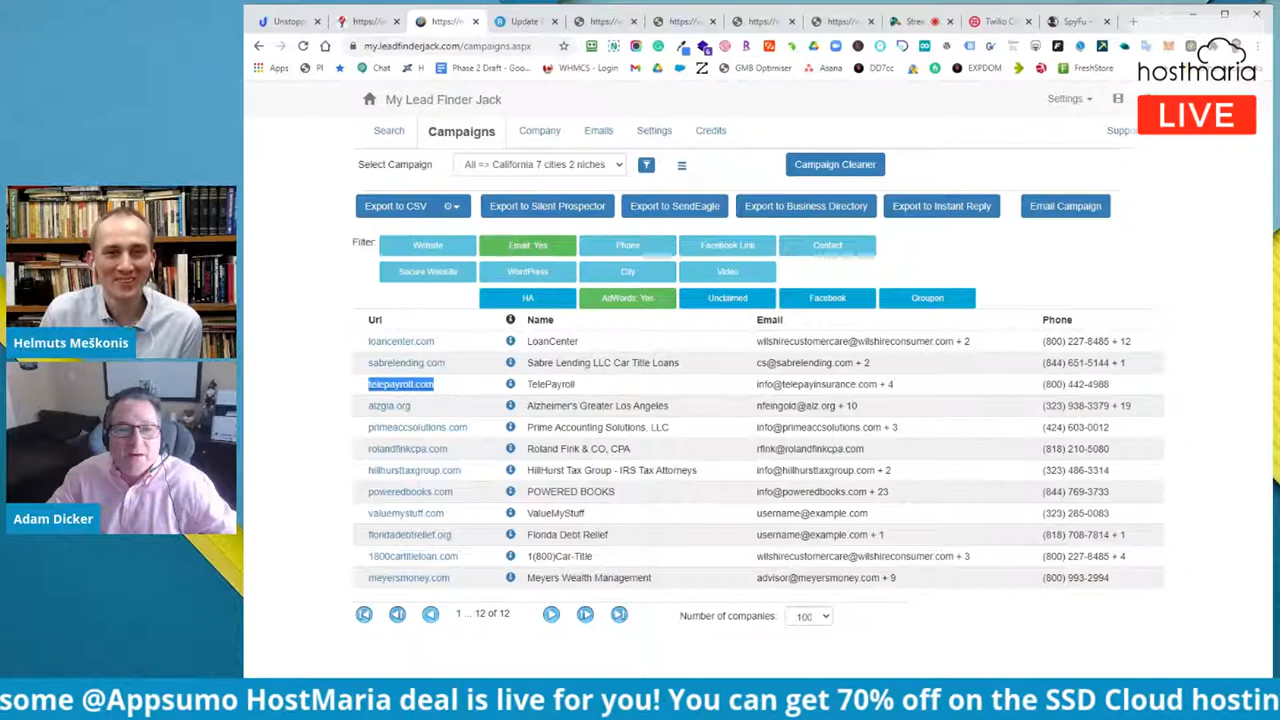 Unstopp
https://w
https://n
Update F
https://w
https://w
https://w
https://w
Strea
Twilio C
SpyFu -
my.leadfinderjack.com/campaigns.aspx
Apps
PI
Chat
H
Phase 2 Draft - Goo...
WHMCS - Login
GMB Optimiser
Asana
DD7cc
EXPDOM
FreshStore
hostmaria
LIVE
My Lead Finder Jack
Settings
Search
Campaigns
Company
Emails
Settings
Credits
Suppo
Select Campaign
All => California 7 cities 2 niches
Campaign Cleaner
Export to CSV
Export to Silent Prospector
Export to SendEagle
Export to Business Directory
Export to Instant Reply
Email Campaign
Filter:
Website
Email: Yes
Phone
Facebook Link
Contact
Secure Website
WordPress
City
Video
HA
AdWords: Yes
Unclaimed
Facebook
Groupon
Url Name Email Phone
loancenter.com LoanCenter wilshirecustomercare@wilshireconsumer.com + 2 (800) 227-8485 + 12
sabrelending.com Sabre Lending LLC Car Title Loans cs@sabrelending.com + 2 (844) 651-5144 + 1
telepayroll.com TelePayroll info@telepayinsurance.com + 4 (800) 442-4988
alzgla.org Alzheimer's Greater Los Angeles nfeingold@alz.org + 10 (323) 938-3379 + 19
primeaccsolutions.com Prime Accounting Solutions, LLC info@primeaccsolutions.com + 3 (424) 603-0012
rolandfinkcpa.com Roland Fink & CO, CPA rfink@rolandfinkcpa.com (818) 210-5080
hillhursttaxgroup.com HillHurst Tax Group - IRS Tax Attorneys info@hillhursttaxgroup.com + 2 (323) 486-3314
poweredbooks.com POWERED BOOKS info@poweredbooks.com + 23 (844) 769-3733
valuemystuff.com ValueMyStuff username@example.com (323) 285-0083
floridadebtrelief.org Florida Debt Relief username@example.com + 1 (818) 708-7814 + 1
1800cartitleloan.com 1(800)Car-Title wilshirecustomercare@wilshireconsumer.com + 3 (800) 227-8485 + 4
meyersmoney.com Meyers Wealth Management advisor@meyersmoney.com + 9 (800) 993-2994
1 ... 12 of 12
Number of companies:
100
Helmuts Meškonis
Adam Dicker
some @Appsumo HostMaria deal is live for you! You can get 70% off on the SSD Cloud hostin